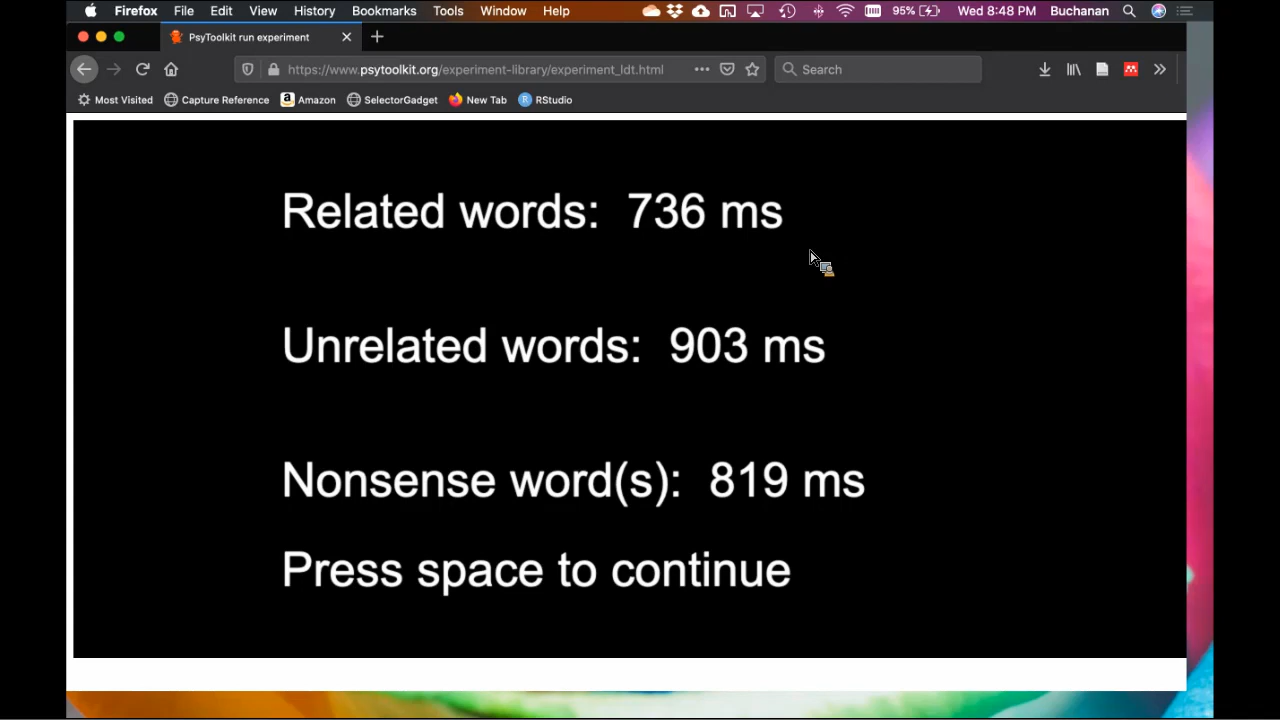 Firefox File Edit View History Bookmarks Tools Window Help 95% Wed 8:48 PM Buchanan
PsyToolkit run experiment
https://www.psytoolkit.org/experiment-library/experiment_ldt.html Search
Most Visited Capture Reference Amazon SelectorGadget New Tab RStudio
Related words: 736 ms
Unrelated words: 903 ms
Nonsense word(s): 819 ms
Press space to continue